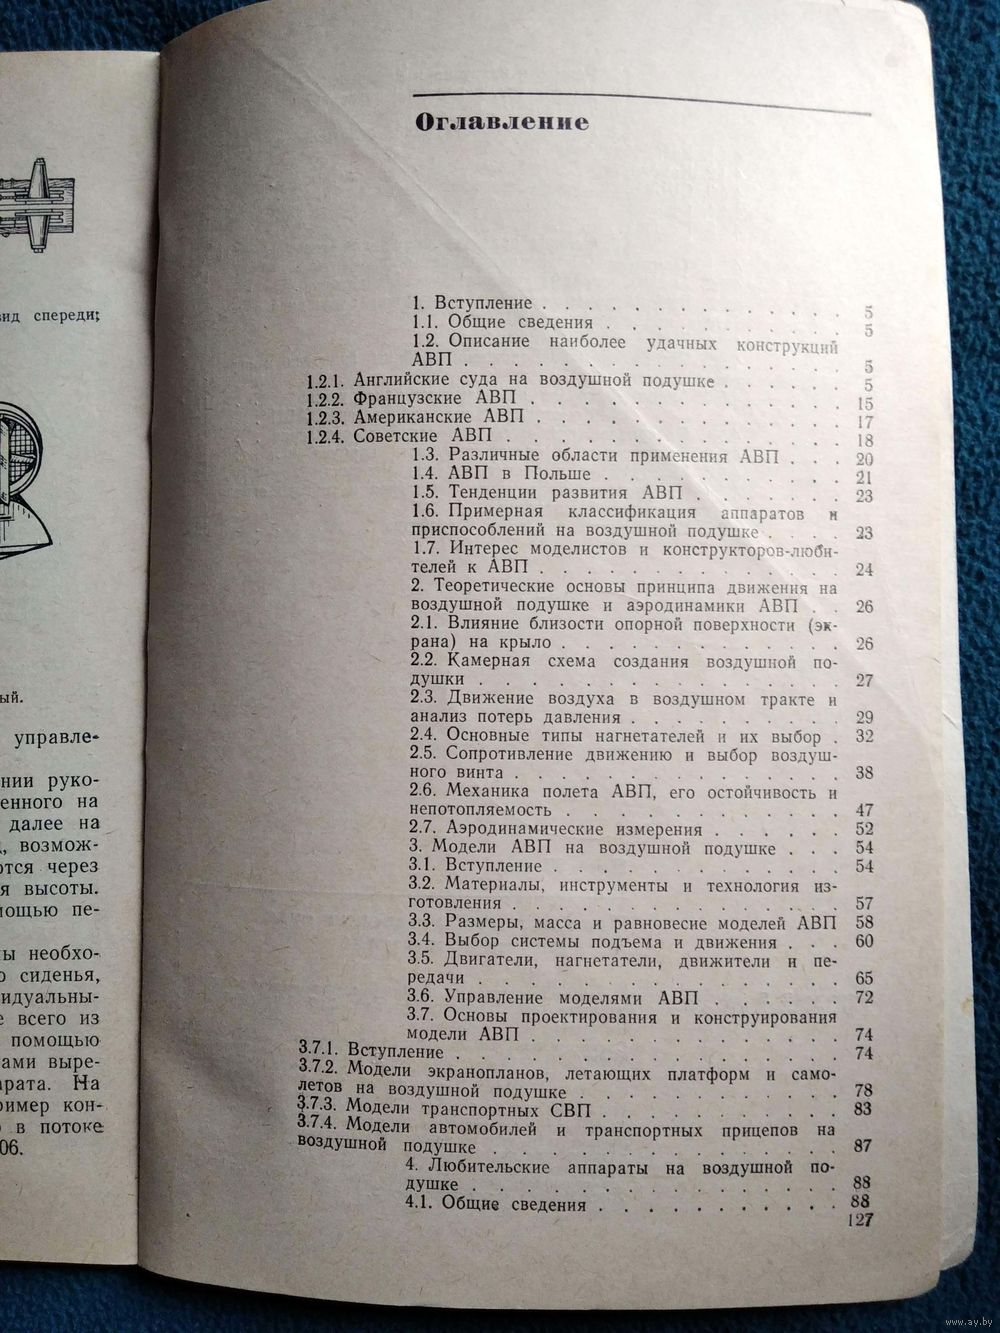 вид спереди;
ый.
управле-
нии руко-
енного на
далее на
, возмож-
ются через
я высоты.
мощью пе-
ы необхо-
о сиденья,
видуальны-
е всего из
помощью
ами выре-
арата. На
ример кон-
о в потоке
06.
Оглавление
1. Вступление . . . . . . . . . . . . . 5
1.1. Общие сведения . . . . . . . . . . 5
1.2. Описание наиболее удачных конструкций
АВП . . . . . . . . . . . . . . . . 5
1.2.1. Английские суда на воздушной подушке . . . . . . 5
1.2.2. Французские АВП . . . . . . . . . . . . . . 15
1.2.3. Американские АВП . . . . . . . . . . . . . . 17
1.2.4. Советские АВП . . . . . . . . . . . . . . . 18
1.3. Различные области применения АВП . . . 20
1.4. АВП в Польше . . . . . . . . . . 21
1.5. Тенденции развития АВП . . . . . . . 23
1.6. Примерная классификация аппаратов и
приспособлений на воздушной подушке . . . . 23
1.7. Интерес моделистов и конструкторов-люби-
телей к АВП . . . . . . . . . . . . . 24
2. Теоретические основы принципа движения на
воздушной подушке и аэродинамики АВП . . 26
2.1. Влияние близости опорной поверхности (эк-
рана) на крыло . . . . . . . . . . . . 26
2.2. Камерная схема создания воздушной по-
душки . . . . . . . . . . . . . . . . 27
2.3. Движение воздуха в воздушном тракте и
анализ потерь давления . . . . . . . . . 29
2.4. Основные типы нагнетателей и их выбор . 32
2.5. Сопротивление движению и выбор воздуш-
ного винта . . . . . . . . . . . . . . 38
2.6. Механика полета АВП, его остойчивость и
непотопляемость . . . . . . . . . . . . 47
2.7. Аэродинамические измерения . . . . . . 52
3. Модели АВП на воздушной подушке . . . 54
3.1. Вступление . . . . . . . . . . . . 54
3.2. Материалы, инструменты и технология из-
готовления . . . . . . . . . . . . . . 57
3.3. Размеры, масса и равновесие моделей АВП 58
3.4. Выбор системы подъема и движения . . . 60
3.5. Двигатели, нагнетатели, движители и пе-
редачи . . . . . . . . . . . . . . . . 65
3.6. Управление моделями АВП . . . . . . 72
3.7. Основы проектирования и конструирования
модели АВП . . . . . . . . . . . . . . 74
3.7.1. Вступление . . . . . . . . . . . . . . . . . 74
3.7.2. Модели экранопланов, летающих платформ и само-
летов на воздушной подушке . . . . . . . . . . . . 78
3.7.3. Модели транспортных СВП . . . . . . . . . . 83
3.7.4. Модели автомобилей и транспортных прицепов на
воздушной подушке . . . . . . . . . . . . . . . 87
4. Любительские аппараты на воздушной по-
душке . . . . . . . . . . . . . . . . 88
4.1. Общие сведения . . . . . . . . . . . 88
127
www.ay.by